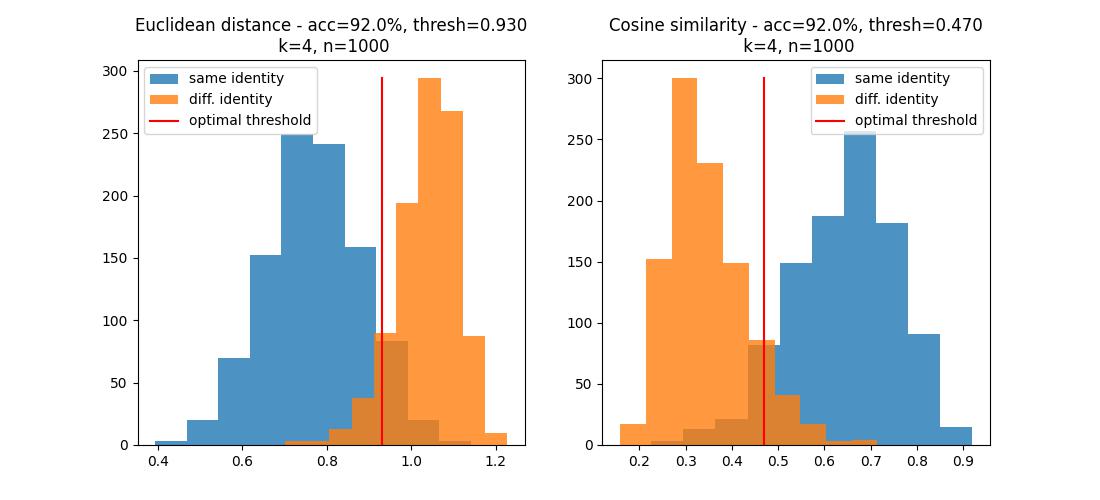 Euclidean distance - acc=92.0%, thresh=0.930
k=4, n=1000
same identity
diff. identity
optimal threshold
300
250
200
150
100
50
0
0.4 0.6 0.8 1.0 1.2
Cosine similarity - acc=92.0%, thresh=0.470
k=4, n=1000
same identity
diff. identity
optimal threshold
300
250
200
150
100
50
0
0.2 0.3 0.4 0.5 0.6 0.7 0.8 0.9